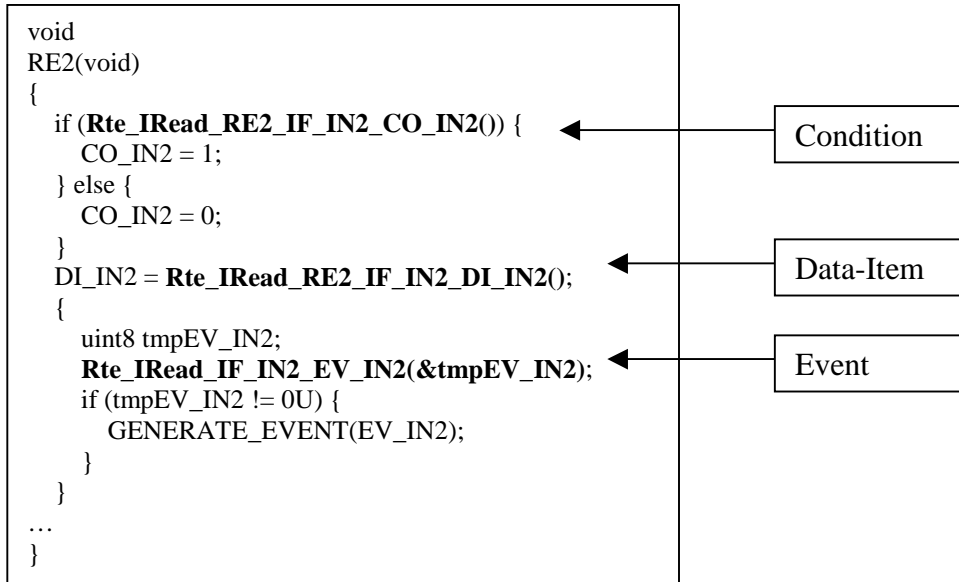 void
RE2(void)
{
if (Rte_IRead_RE2_IF_IN2_CO_IN2()) {
CO_IN2 = 1;
} else {
CO_IN2 = 0;
}
DI_IN2 = Rte_IRead_RE2_IF_IN2_DI_IN2();
{
uint8 tmpEV_IN2;
Rte_IRead_IF_IN2_EV_IN2(&tmpEV_IN2);
if (tmpEV_IN2 != 0U) {
GENERATE_EVENT(EV_IN2);
}
}
…
}
Condition
Data-Item
Event